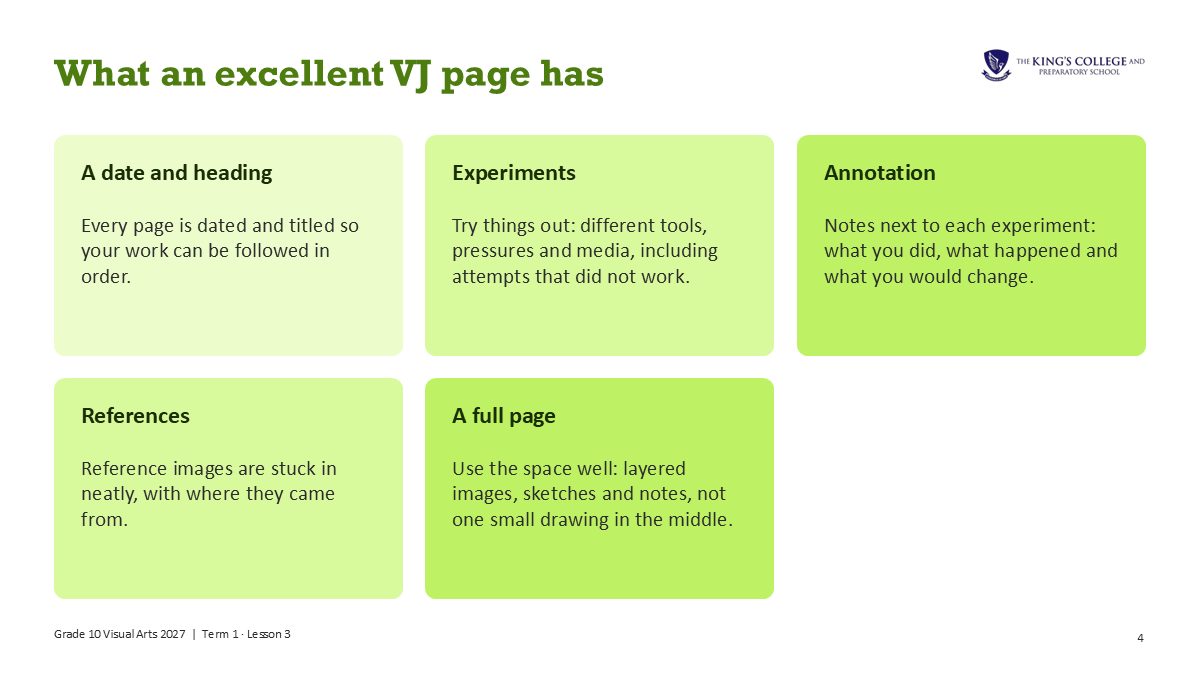 What an excellent VJ page has
THE KING'S COLLEGE AND
PREPARATORY SCHOOL
A date and heading
Every page is dated and titled so
your work can be followed in
order.
Experiments
Try things out: different tools,
pressures and media, including
attempts that did not work.
Annotation
Notes next to each experiment:
what you did, what happened and
what you would change.
References
Reference images are stuck in
neatly, with where they came
from.
A full page
Use the space well: layered
images, sketches and notes, not
one small drawing in the middle.
Grade 10 Visual Arts 2027 | Term 1 · Lesson 3
4